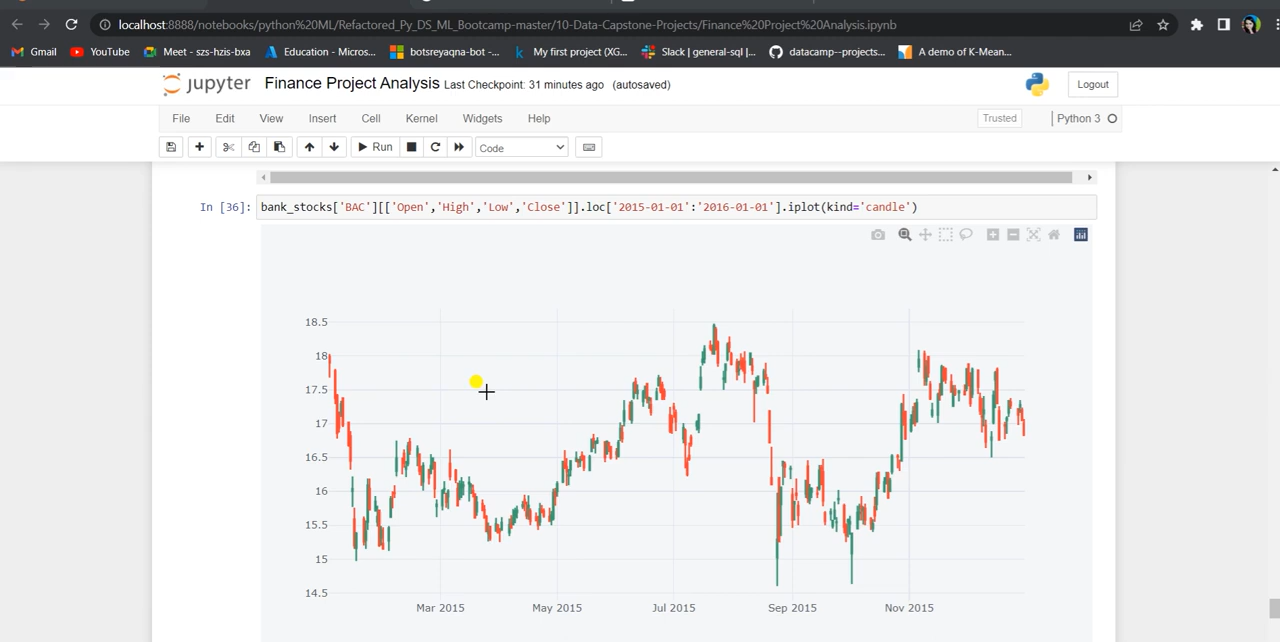 localhost:8888/notebooks/python%20ML/Refactored_Py_DS_ML_Bootcamp-master/10-Data-Capstone-Projects/Finance%20Project%20Analysis.ipynb
Gmail YouTube Meet - szs-hzis-bxa Education - Micros... botsreyaqna-bot -... My first project (XG... Slack | general-sql |... datacamp--projects... A demo of K-Mean...
jupyter Finance Project Analysis Last Checkpoint: 31 minutes ago (autosaved) Logout
File Edit View Insert Cell Kernel Widgets Help Trusted Python 3
Run Code
In [36]: bank_stocks['BAC'][['Open','High','Low','Close']].loc['2015-01-01':'2016-01-01'].iplot(kind='candle')
18.5
18
17.5
17
16.5
16
15.5
15
14.5
Mar 2015 May 2015 Jul 2015 Sep 2015 Nov 2015